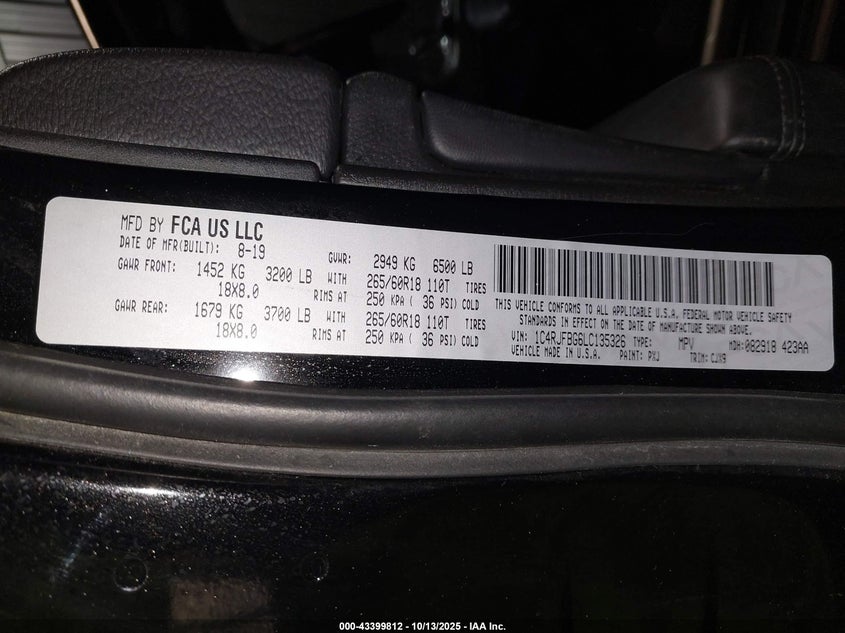 MFD BY FCA US LLC
DATE OF MFR(BUILT): 8-19
GVWR: 2949 KG 6500 LB
GAWR FRONT: 1452 KG 3200 LB WITH 265/60R18 110T TIRES
18X8.0 RIMS AT 250 KPA ( 36 PSI) COLD
GAWR REAR: 1679 KG 3700 LB WITH 265/60R18 110T TIRES
18X8.0 RIMS AT 250 KPA ( 36 PSI) COLD
THIS VEHICLE CONFORMS TO ALL APPLICABLE U.S.A. FEDERAL MOTOR VEHICLE SAFETY
STANDARDS IN EFFECT ON THE DATE OF MANUFACTURE SHOWN ABOVE.
VIN: 1C4RJFBG6LC135326 TYPE: MPV MDH: 082918 423AA
VEHICLE MADE IN U.S.A. PAINT: PXJ TRIM: CJX9
000-43399812 - 10/13/2025 - IAA Inc.